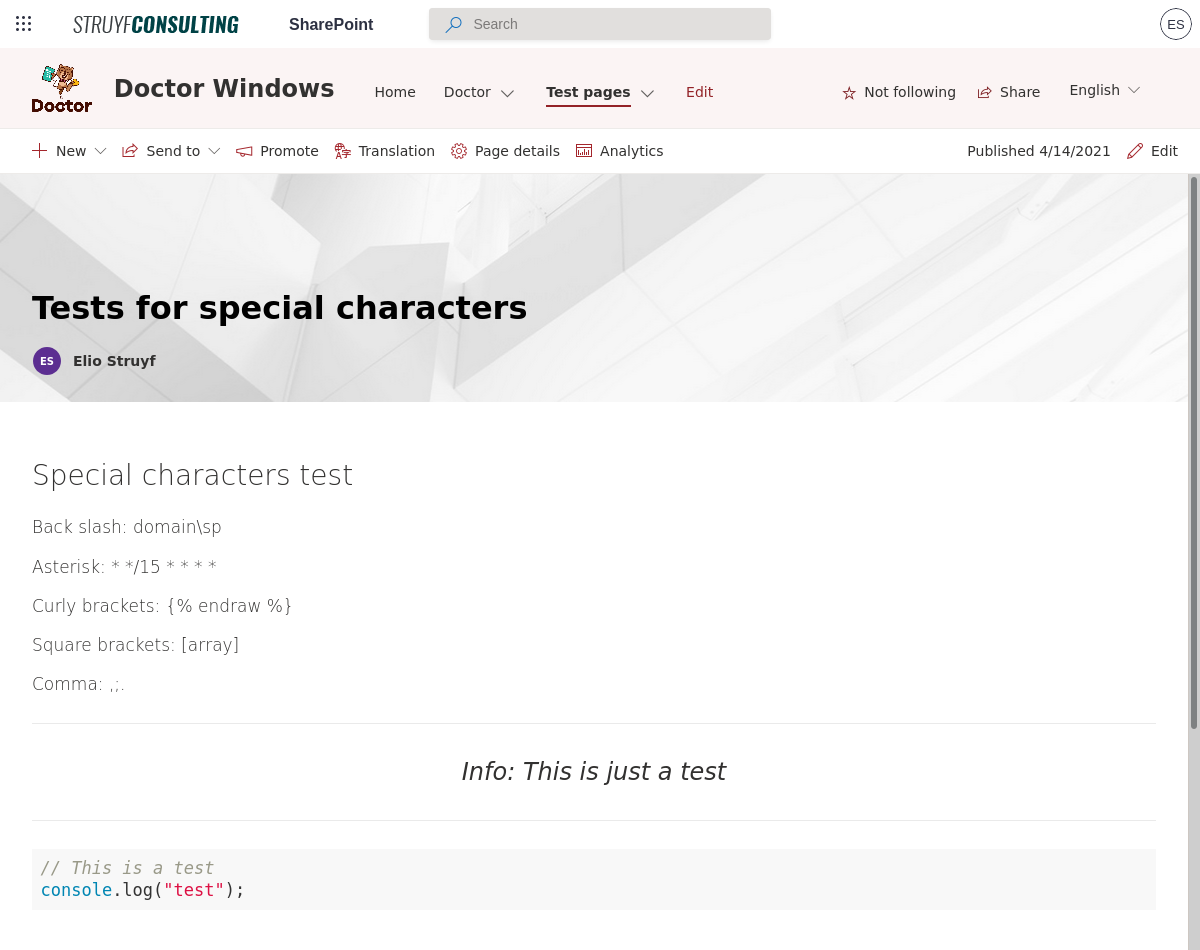 STRUYFCONSULTING SharePoint Search ES
Doctor Doctor Windows Home Doctor Test pages Edit Not following Share English
New Send to Promote Translation Page details Analytics Published 4/14/2021 Edit
Tests for special characters
ES Elio Struyf
Special characters test
Back slash: domain\sp
Asterisk: * */15 * * * *
Curly brackets: {% endraw %}
Square brackets: [array]
Comma: ,;.
Info: This is just a test
// This is a test
console.log("test");